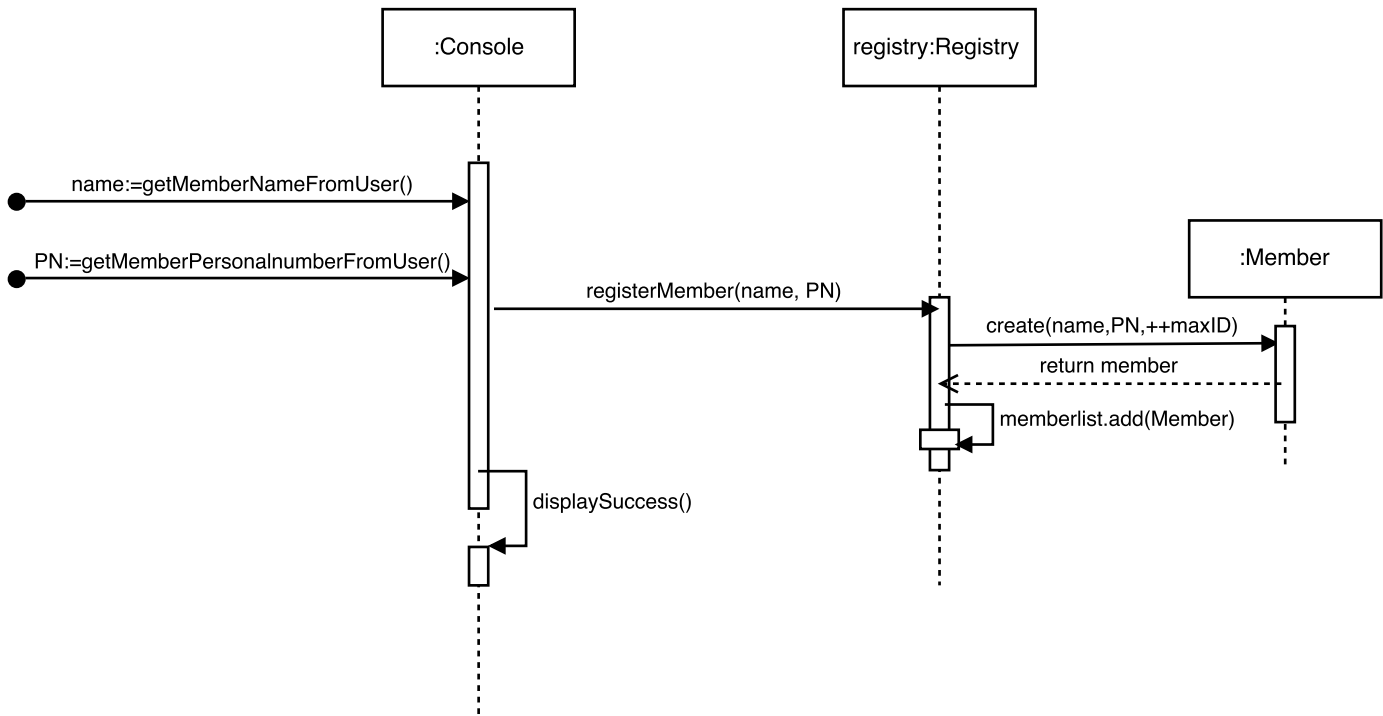 :Console
registry:Registry
name:=getMemberNameFromUser()
:Member
PN:=getMemberPersonalnumberFromUser()
registerMember(name, PN)
create(name,PN,++maxID)
return member
memberlist.add(Member)
displaySuccess()